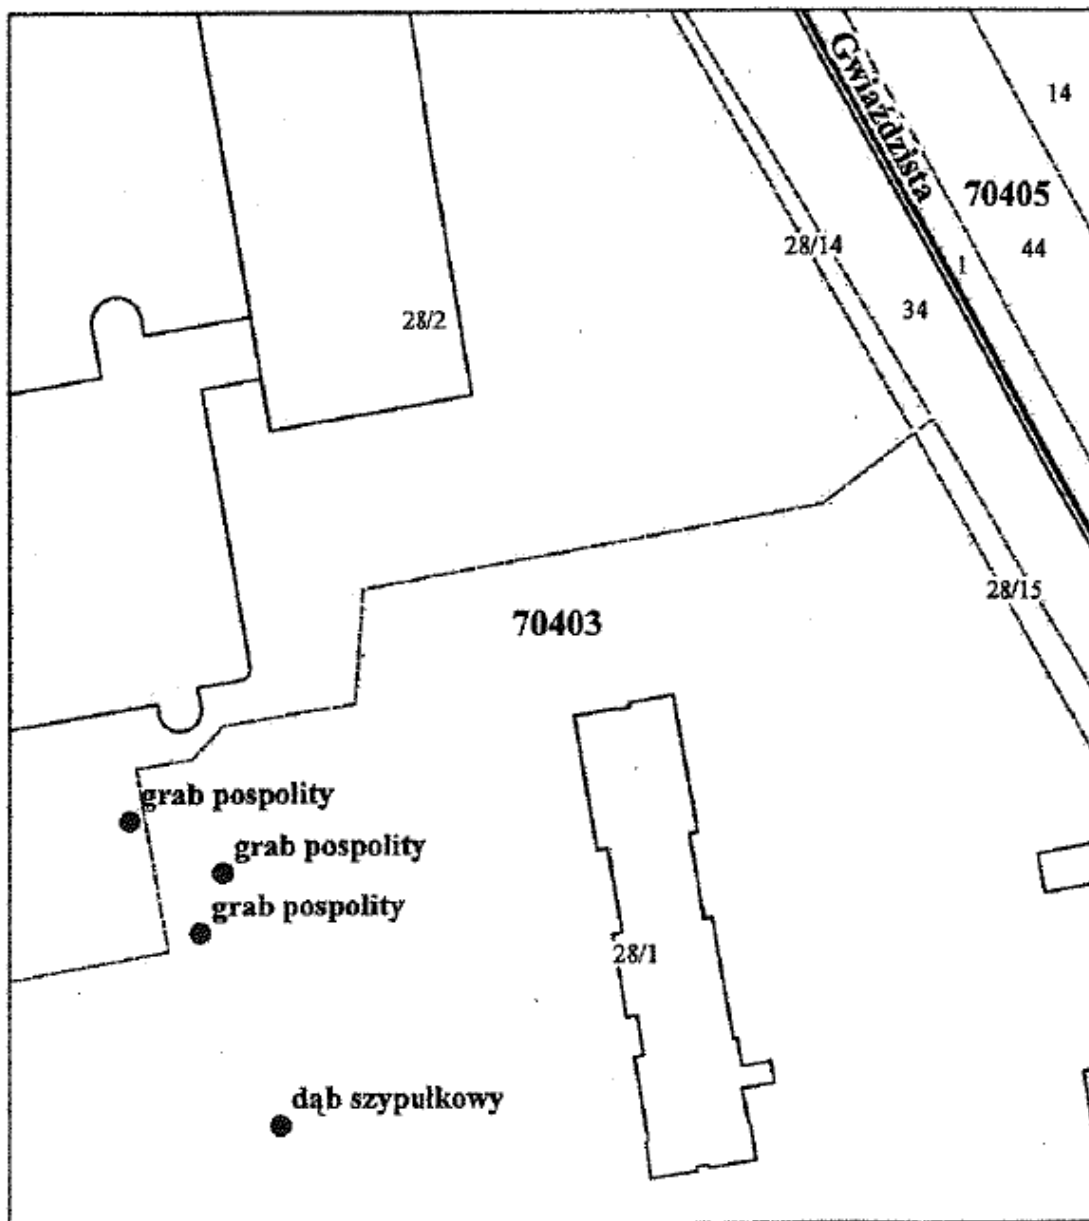 Gwiaździsta
14
70405
28/14
44
1
34
28/2
28/15
70403
grab pospolity
grab pospolity
grab pospolity
28/1
dąb szypułkowy